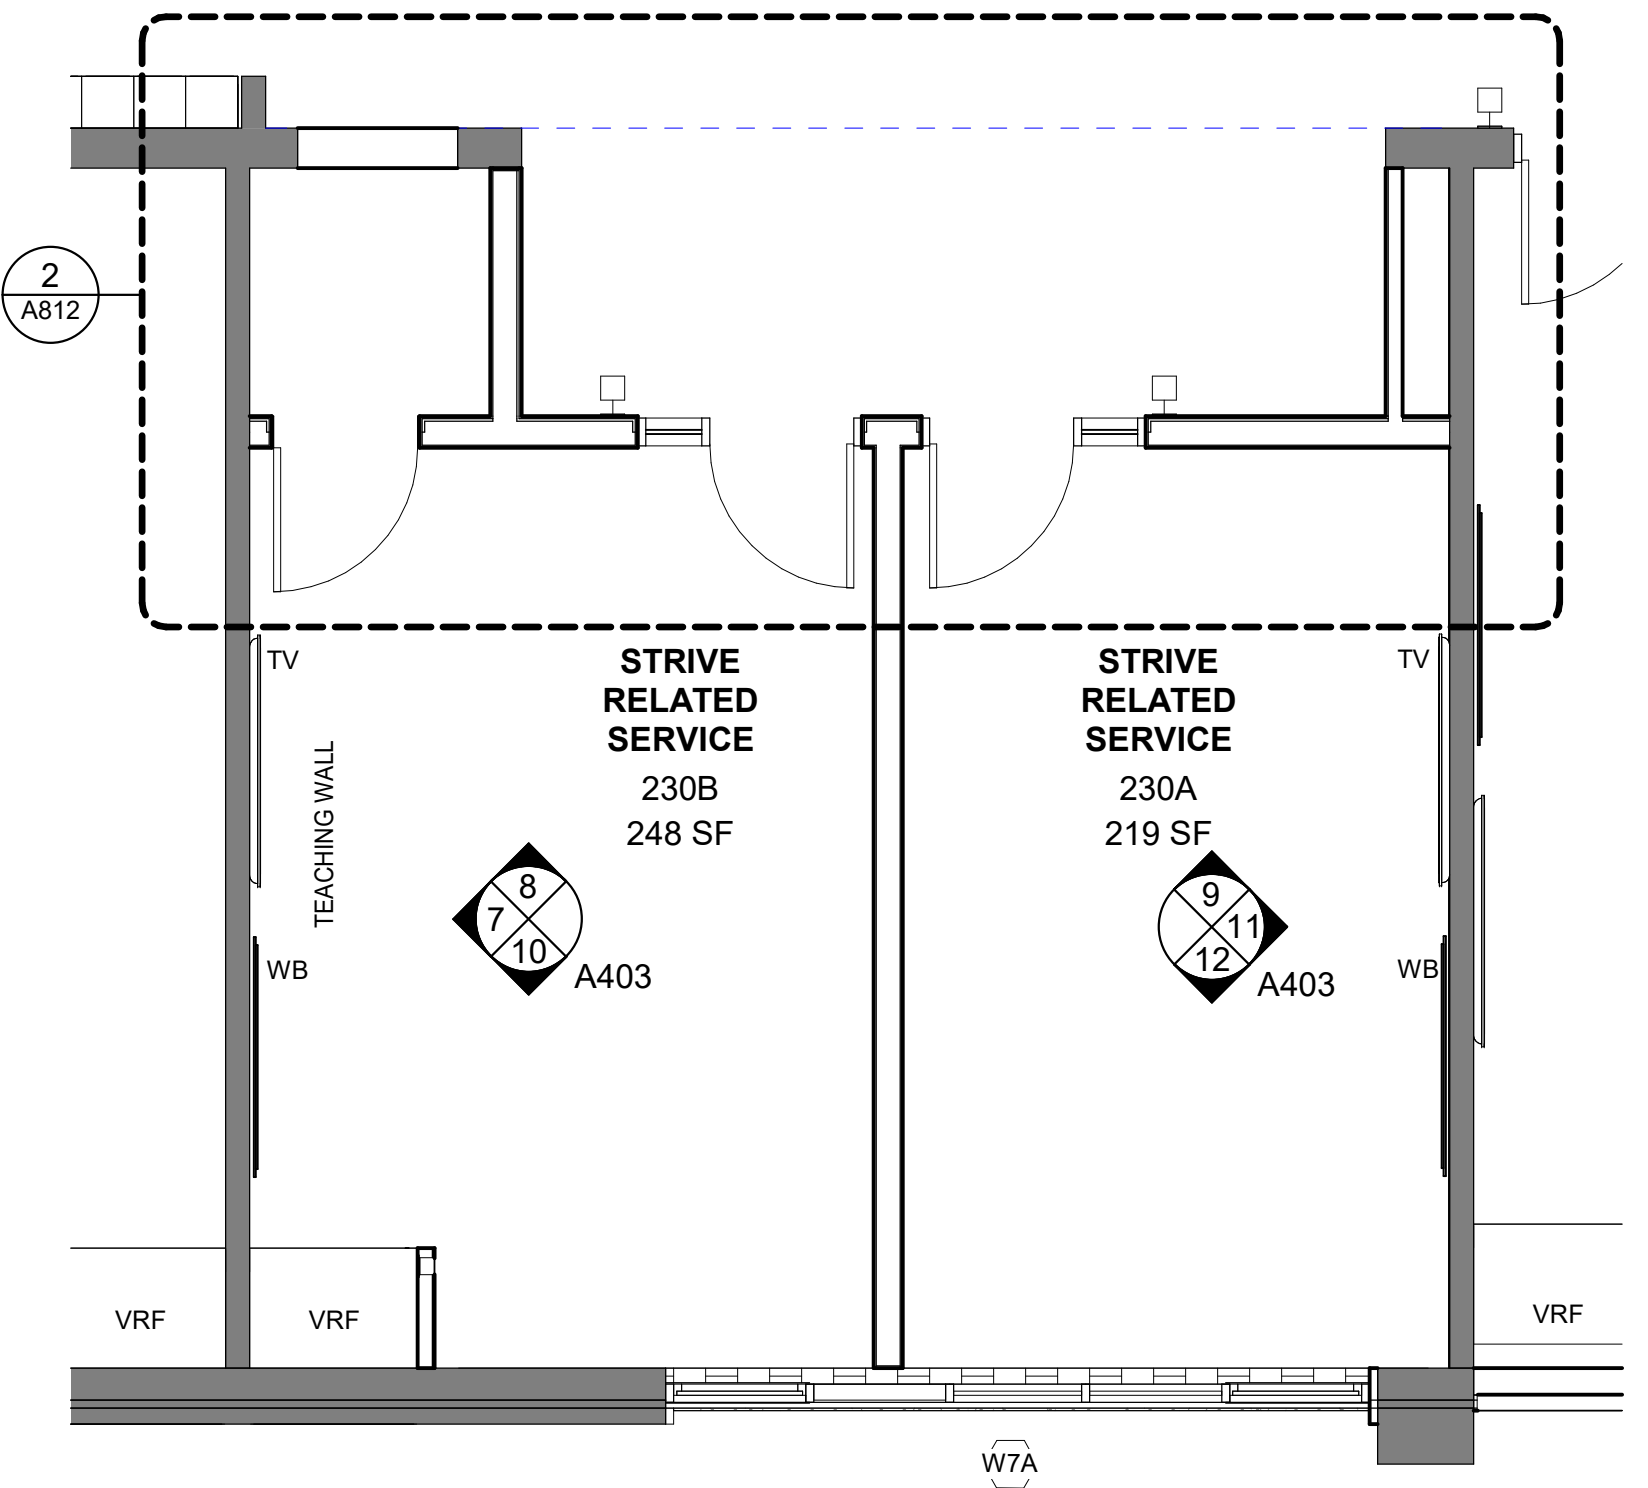 2
A812
TV
TEACHING WALL
WB
STRIVE
RELATED
SERVICE
230B
248 SF
8
7
10
A403
STRIVE
RELATED
SERVICE
230A
219 SF
9
11
12
A403
TV
WB
VRF
VRF
VRF
W7A